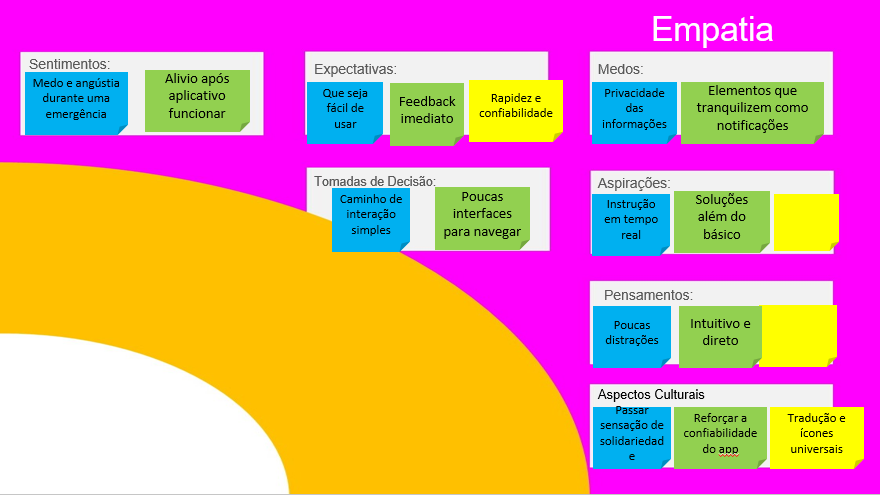 Empatia
Sentimentos:
Medo e angústia
durante uma
emergência
Alivio após
aplicativo
funcionar
Expectativas:
Que seja
fácil de
usar
Feedback
imediato
Rapidez e
confiabilidade
Medos:
Privacidade
das
informações
Elementos que
tranquilizem como
notificações
Tomadas de Decisão:
Caminho de
interação
simples
Poucas
interfaces
para navegar
Aspirações:
Instrução
em tempo
real
Soluções
além do
básico
Pensamentos:
Poucas
distrações
Intuitivo e
direto
Aspectos Culturais
Passar
sensação de
solidariedad
e
Reforçar a
confiabilidade
do app
Tradução e
ícones
universais